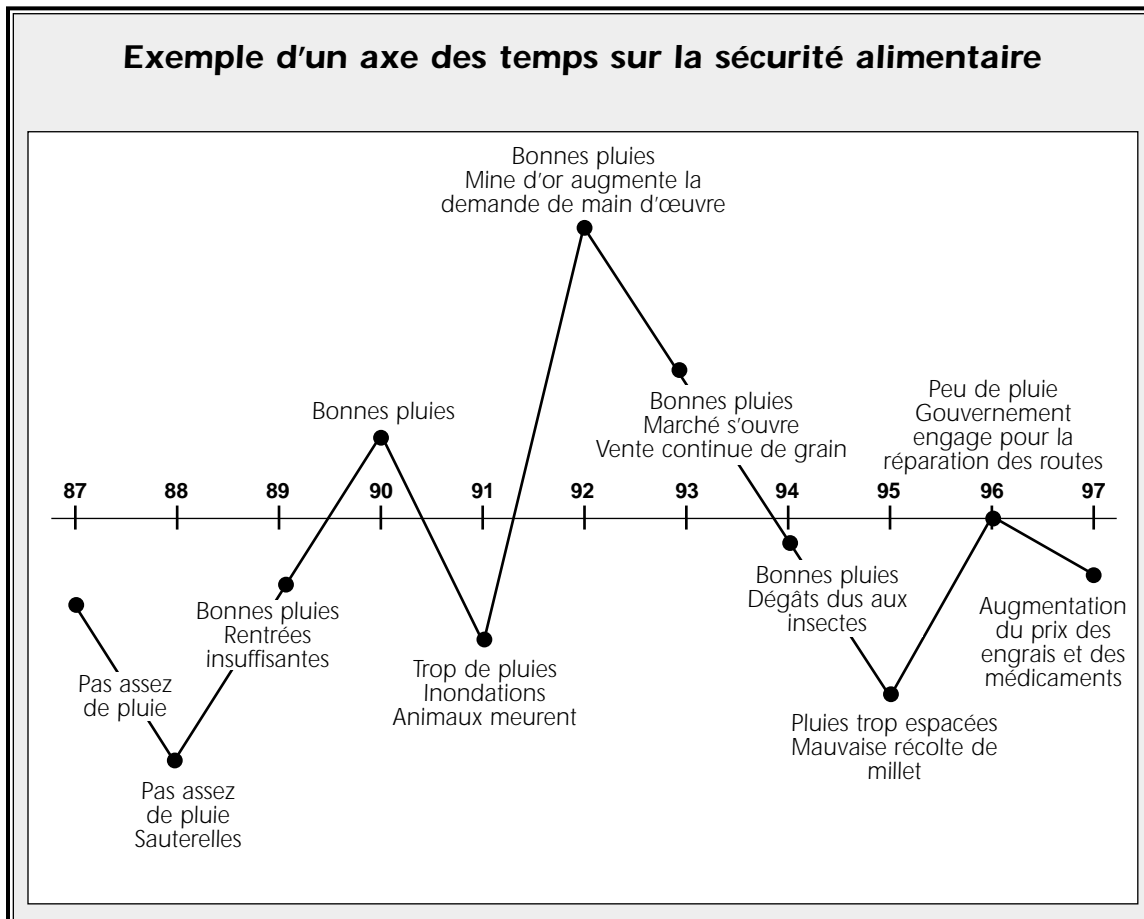 Exemple d'un axe des temps sur la sécurité alimentaire
Bonnes pluies
Mine d'or augmente la
demande de main d'œuvre
Bonnes pluies
Bonnes pluies
Marché s'ouvre
Vente continue de grain
Peu de pluie
Gouvernement
engage pour la
réparation des routes
87 88 89 90 91 92 93 94 95 96 97
Pas assez
de pluie
Pas assez
de pluie
Sauterelles
Bonnes pluies
Rentrées
insuffisantes
Trop de pluies
Inondations
Animaux meurent
Bonnes pluies
Dégâts dus aux
insectes
Pluies trop espacées
Mauvaise récolte de
millet
Augmentation
du prix des
engrais et des
médicaments